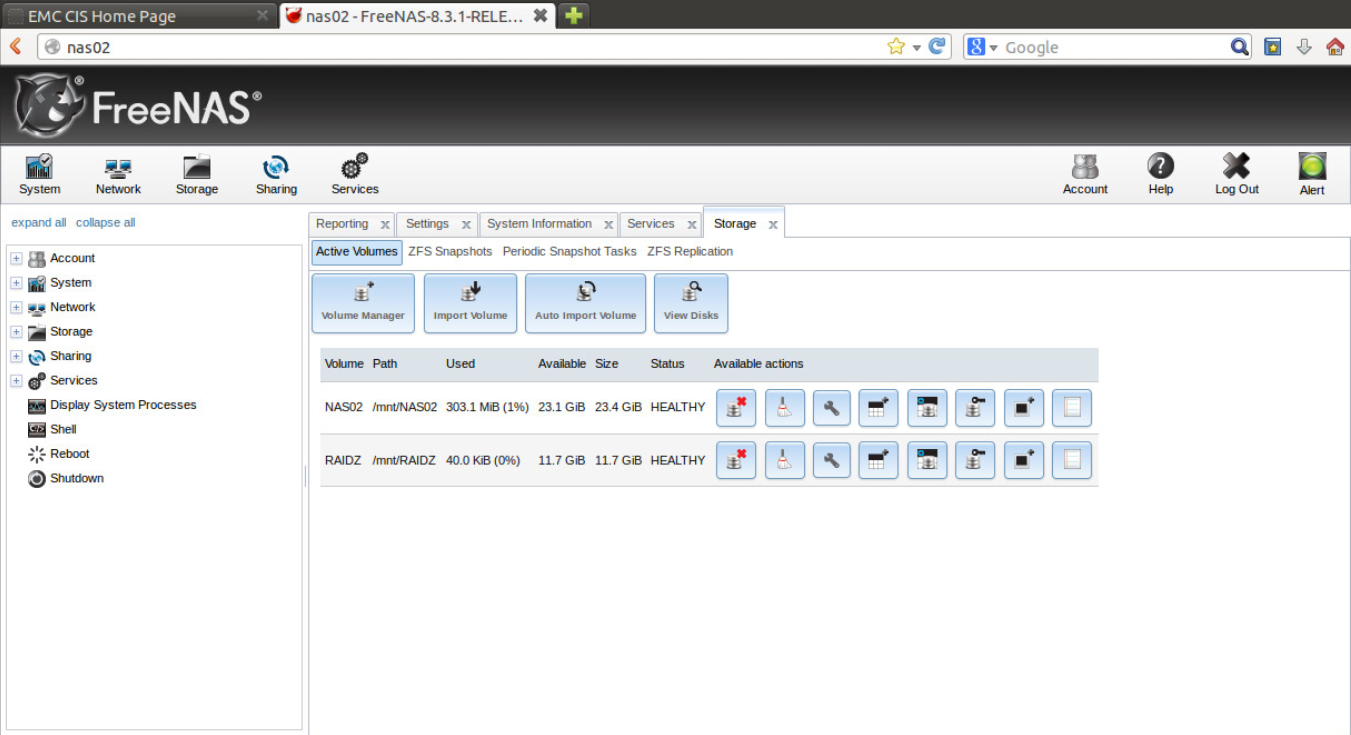 EMC CIS Home Page
nas02 - FreeNAS-8.3.1-RELE...
nas02
Google
FreeNAS®
System Network Storage Sharing Services Account Help Log Out Alert
expand all collapse all
Account
System
Network
Storage
Sharing
Services
Display System Processes
Shell
Reboot
Shutdown
Reporting x Settings x System Information x Services x Storage x
Active Volumes ZFS Snapshots Periodic Snapshot Tasks ZFS Replication
Volume Manager Import Volume Auto Import Volume View Disks
Volume Path Used Available Size Status Available actions
NAS02 /mnt/NAS02 303.1 MiB (1%) 23.1 GiB 23.4 GiB HEALTHY
RAIDZ /mnt/RAIDZ 40.0 KiB (0%) 11.7 GiB 11.7 GiB HEALTHY